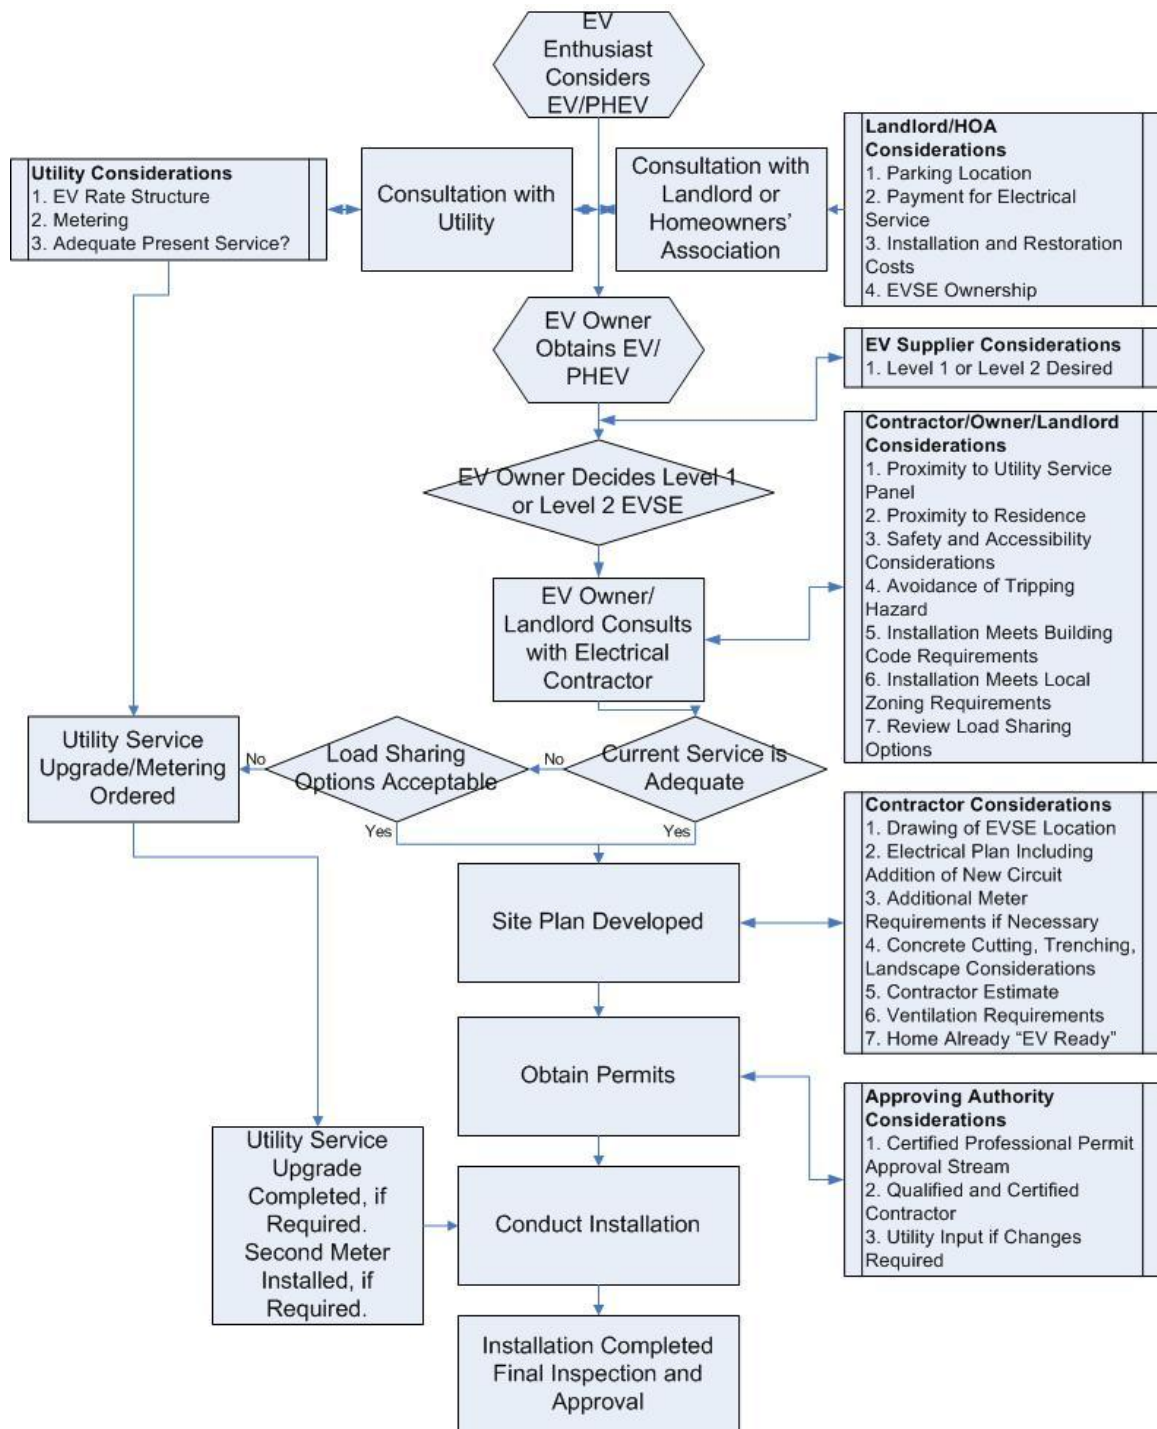 EV
Enthusiast
Considers
EV/PHEV
Utility Considerations
1. EV Rate Structure
2. Metering
3. Adequate Present Service?
Consultation with
Utility
Consultation with
Landlord or
Homeowners'
Association
Landlord/HOA
Considerations
1. Parking Location
2. Payment for Electrical
Service
3. Installation and Restoration
Costs
4. EVSE Ownership
EV Owner
Obtains EV/
PHEV
EV Supplier Considerations
1. Level 1 or Level 2 Desired
EV Owner Decides Level 1
or Level 2 EVSE
Contractor/Owner/Landlord
Considerations
1. Proximity to Utility Service
Panel
2. Proximity to Residence
3. Safety and Accessibility
Considerations
4. Avoidance of Tripping
Hazard
5. Installation Meets Building
Code Requirements
6. Installation Meets Local
Zoning Requirements
7. Review Load Sharing
Options
EV Owner/
Landlord Consults
with Electrical
Contractor
Utility Service
Upgrade/Metering
Ordered
No
Load Sharing
Options Acceptable
No
Current Service is
Adequate
Yes
Yes
Contractor Considerations
1. Drawing of EVSE Location
2. Electrical Plan Including
Addition of New Circuit
3. Additional Meter
Requirements if Necessary
4. Concrete Cutting, Trenching,
Landscape Considerations
5. Contractor Estimate
6. Ventilation Requirements
7. Home Already “EV Ready”
Site Plan Developed
Obtain Permits
Approving Authority
Considerations
1. Certified Professional Permit
Approval Stream
2. Qualified and Certified
Contractor
3. Utility Input if Changes
Required
Utility Service
Upgrade
Completed, if
Required.
Second Meter
Installed, if
Required.
Conduct Installation
Installation Completed
Final Inspection and
Approval